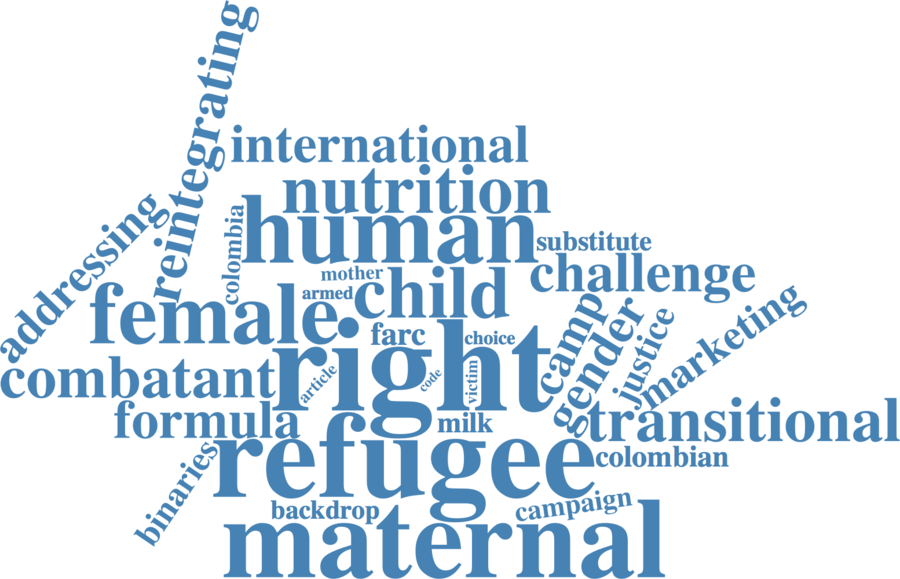 reintegrating
international
nutrition
addressing
colombia
human
substitute
mother
challenge
armed
child
female
farc
choice
camp
gender
justice
marketing
combatant
right
article
code
victim
formula
milk
transitional
binaries
refugee
colombian
backdrop
campaign
maternal